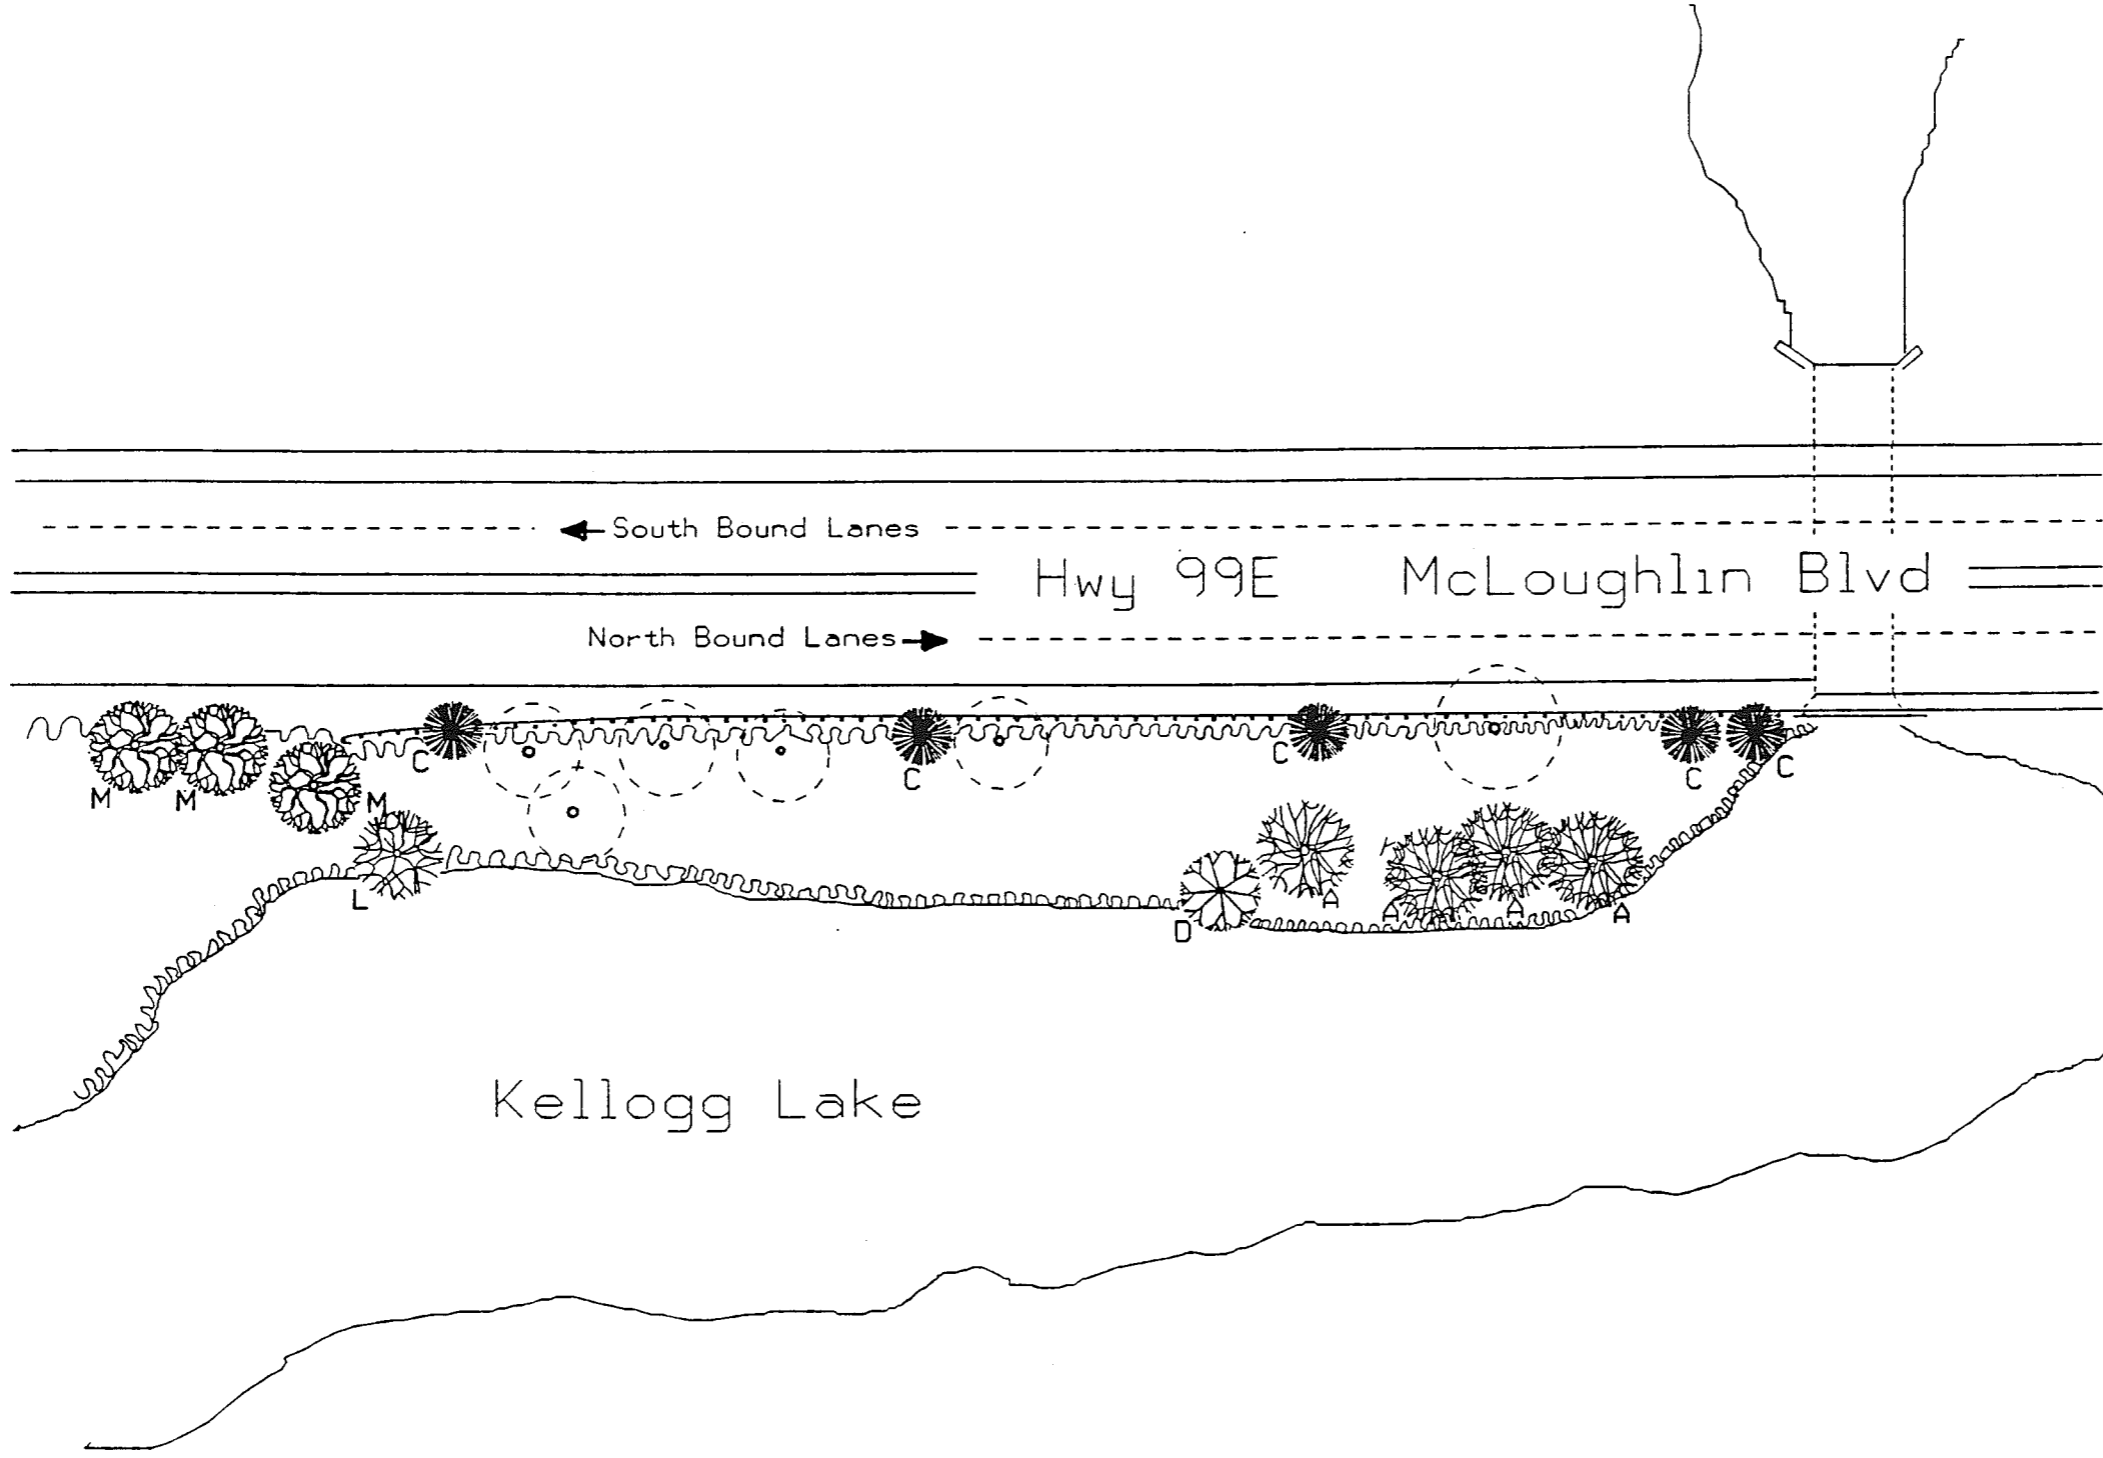 South Bound Lanes
Hwy 99E McLoughlin Blvd
North Bound Lanes
C C C C C
M M M
L D A A A A
Kellogg Lake